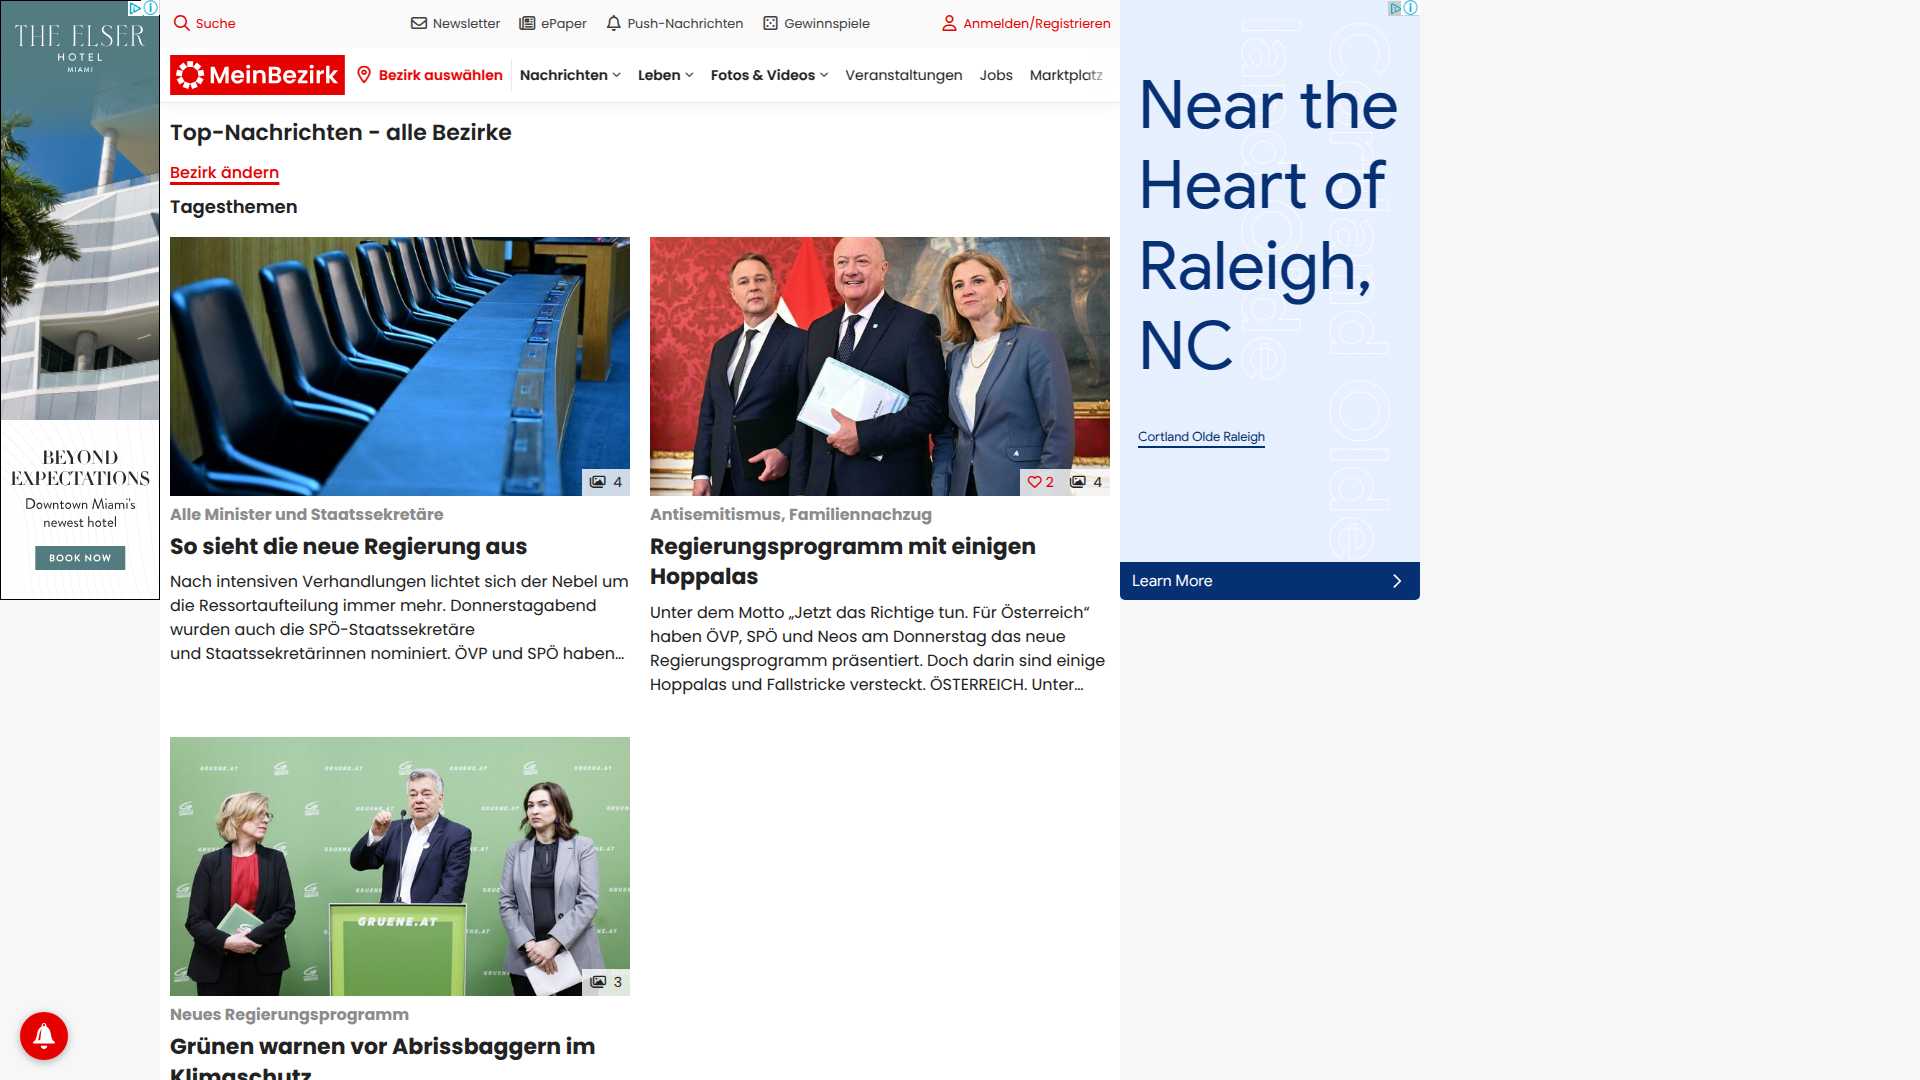 THE ELSER
HOTEL
MIAMI
BEYOND
EXPECTATIONS
Downtown Miami's
newest hotel
BOOK NOW
Suche
Newsletter
ePaper
Push-Nachrichten
Gewinnspiele
Anmelden/Registrieren
MeinBezirk
Bezirk auswählen
Nachrichten
Leben
Fotos & Videos
Veranstaltungen
Jobs
Marktplatz
Top-Nachrichten - alle Bezirke
Bezirk ändern
Tagesthemen
4
Alle Minister und Staatssekretäre
So sieht die neue Regierung aus
Nach intensiven Verhandlungen lichtet sich der Nebel um
die Ressortaufteilung immer mehr. Donnerstagabend
wurden auch die SPÖ-Staatssekretäre
und Staatssekretärinnen nominiert. ÖVP und SPÖ haben...
2 4
Antisemitismus, Familiennachzug
Regierungsprogramm mit einigen
Hoppalas
Unter dem Motto „Jetzt das Richtige tun. Für Österreich“
haben ÖVP, SPÖ und Neos am Donnerstag das neue
Regierungsprogramm präsentiert. Doch darin sind einige
Hoppalas und Fallstricke versteckt. ÖSTERREICH. Unter...
GRUENE.AT
3
Neues Regierungsprogramm
Grünen warnen vor Abrissbaggern im
Klimaschutz
Near the
Heart of
Raleigh,
NC
Cortland Olde Raleigh
Learn More